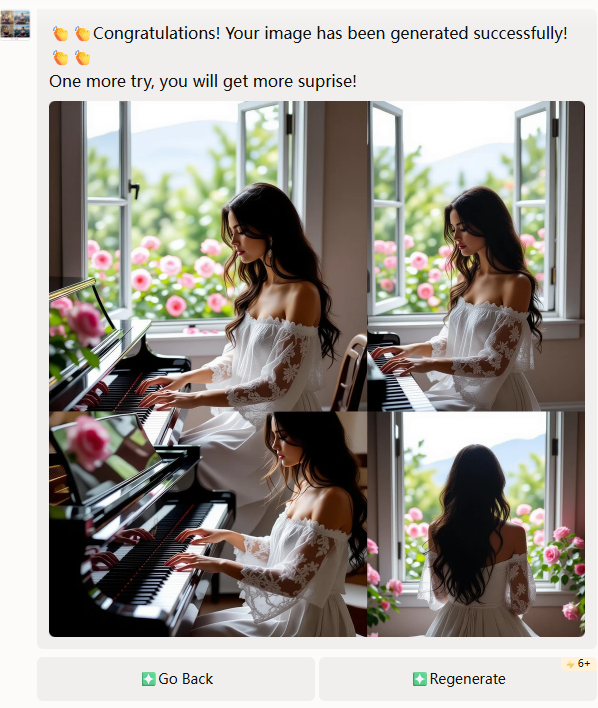 👏 👏Congratulations! Your image has been generated successfully!
👏 👏
One more try, you will get more suprise!
6+
Go Back
Regenerate